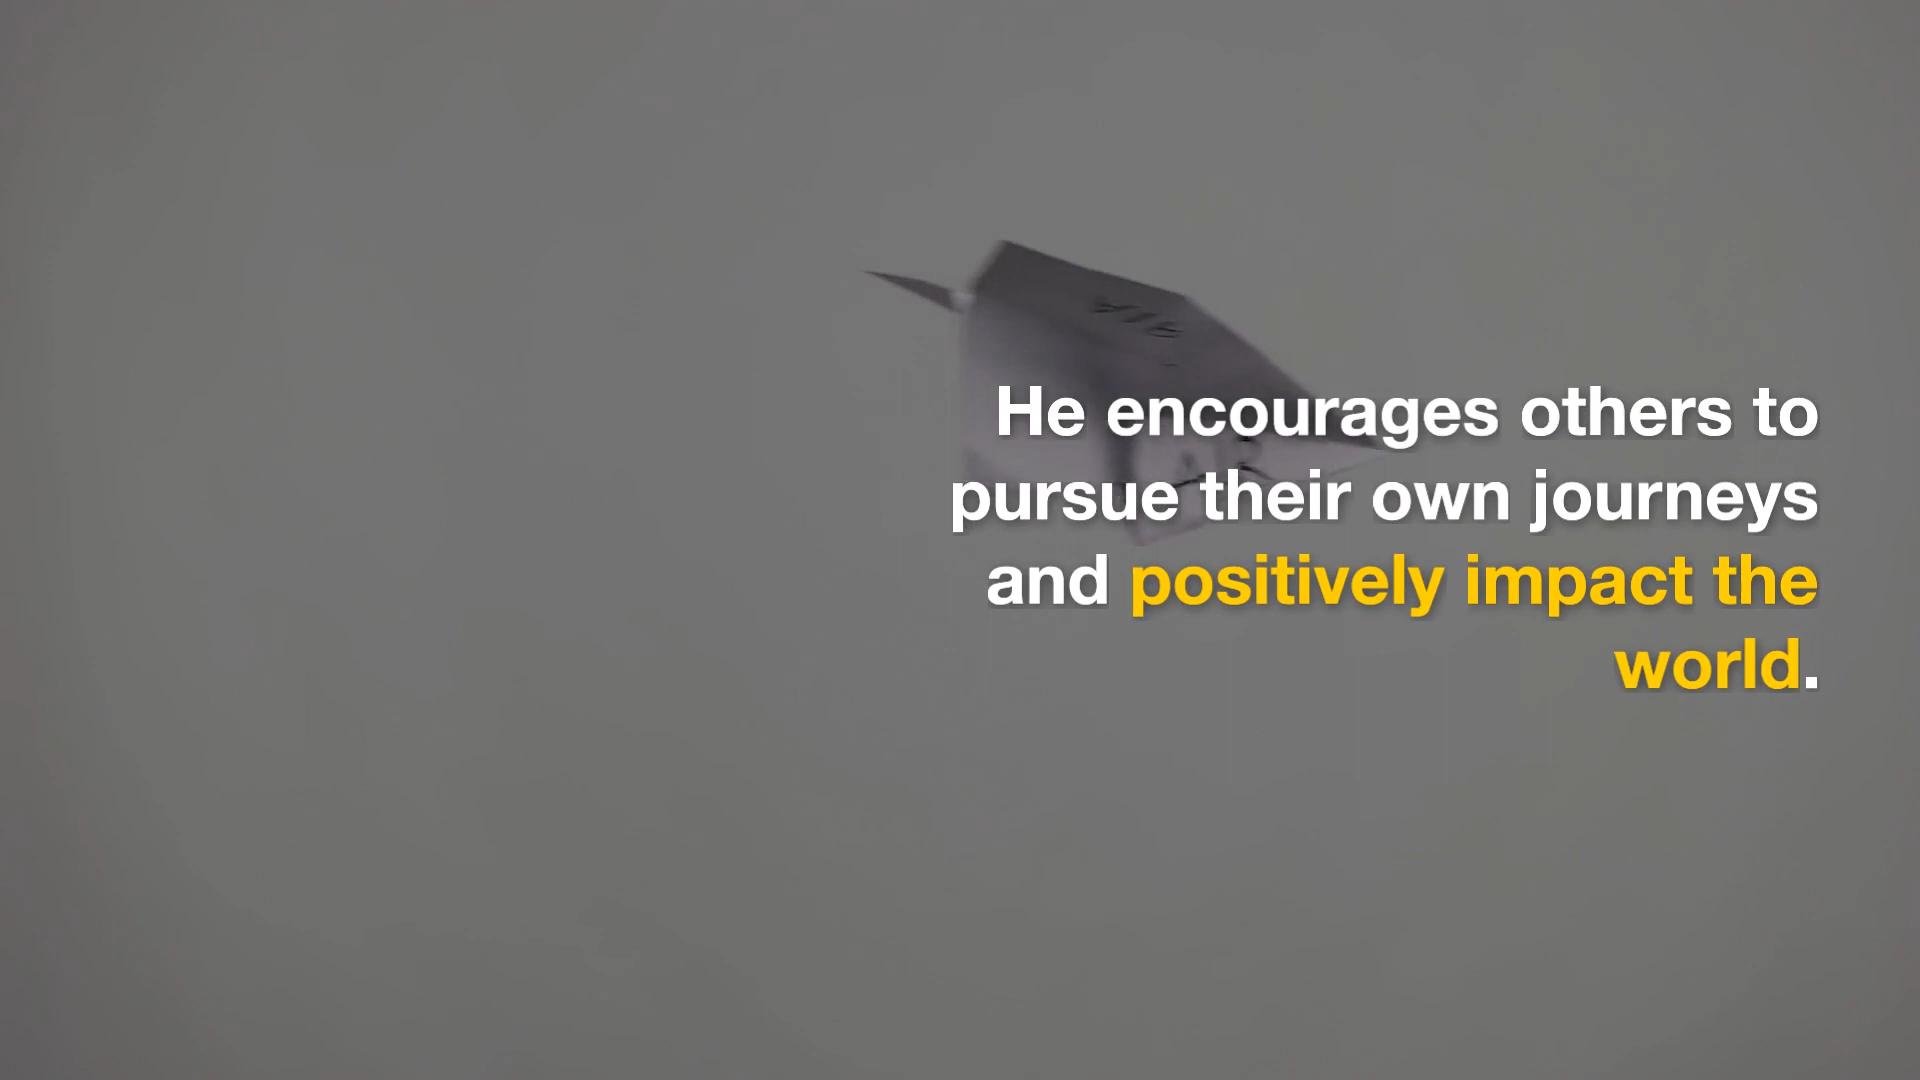 He encourages others to
pursue their own journeys
and positively impact the
world.